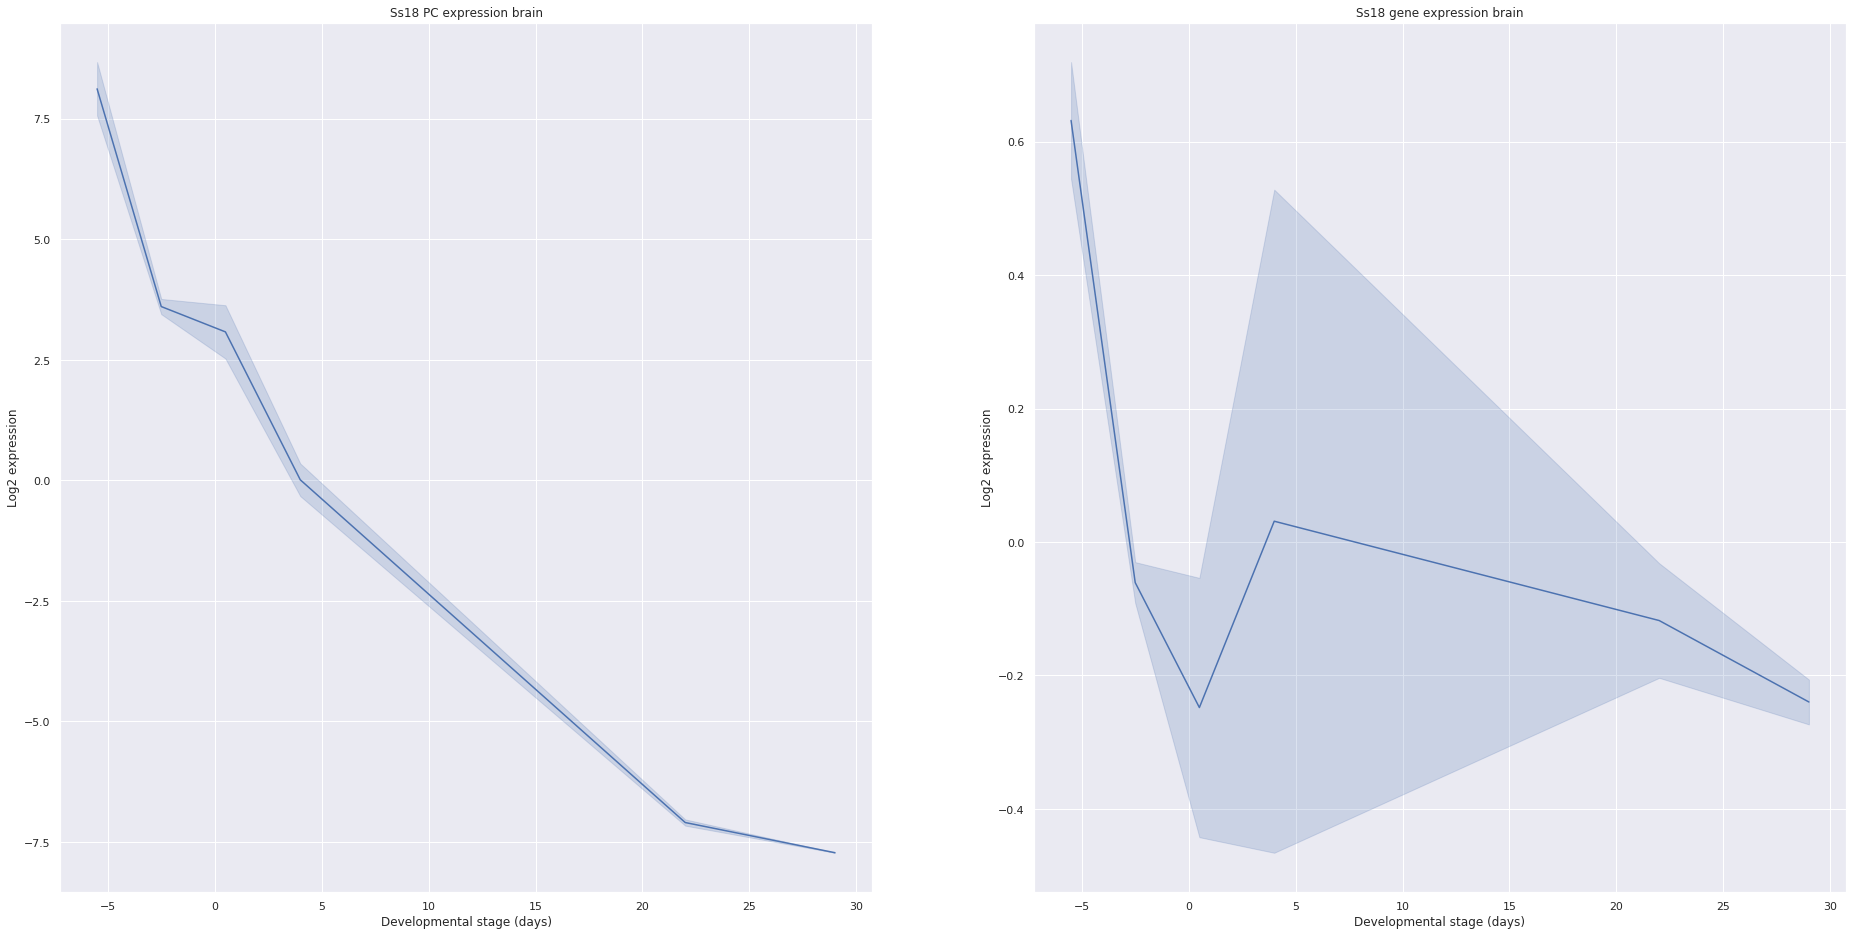 Ss18 PC expression brain
Log2 expression
7.5
5.0
2.5
0.0
−2.5
−5.0
−7.5
−5 0 5 10 15 20 25 30
Developmental stage (days)
Ss18 gene expression brain
Log2 expression
0.6
0.4
0.2
0.0
−0.2
−0.4
−5 0 5 10 15 20 25 30
Developmental stage (days)